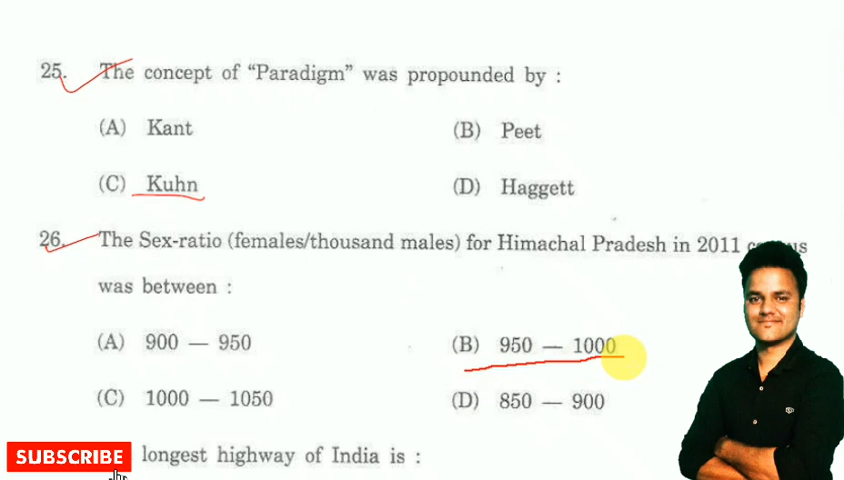 25. The concept of “Paradigm” was propounded by :
(A) Kant (B) Peet
(C) Kuhn (D) Haggett
26. The Sex-ratio (females/thousand males) for Himachal Pradesh in 2011
was between :
(A) 900 — 950 (B) 950 — 1000
(C) 1000 — 1050 (D) 850 — 900
longest highway of India is :
SUBSCRIBE